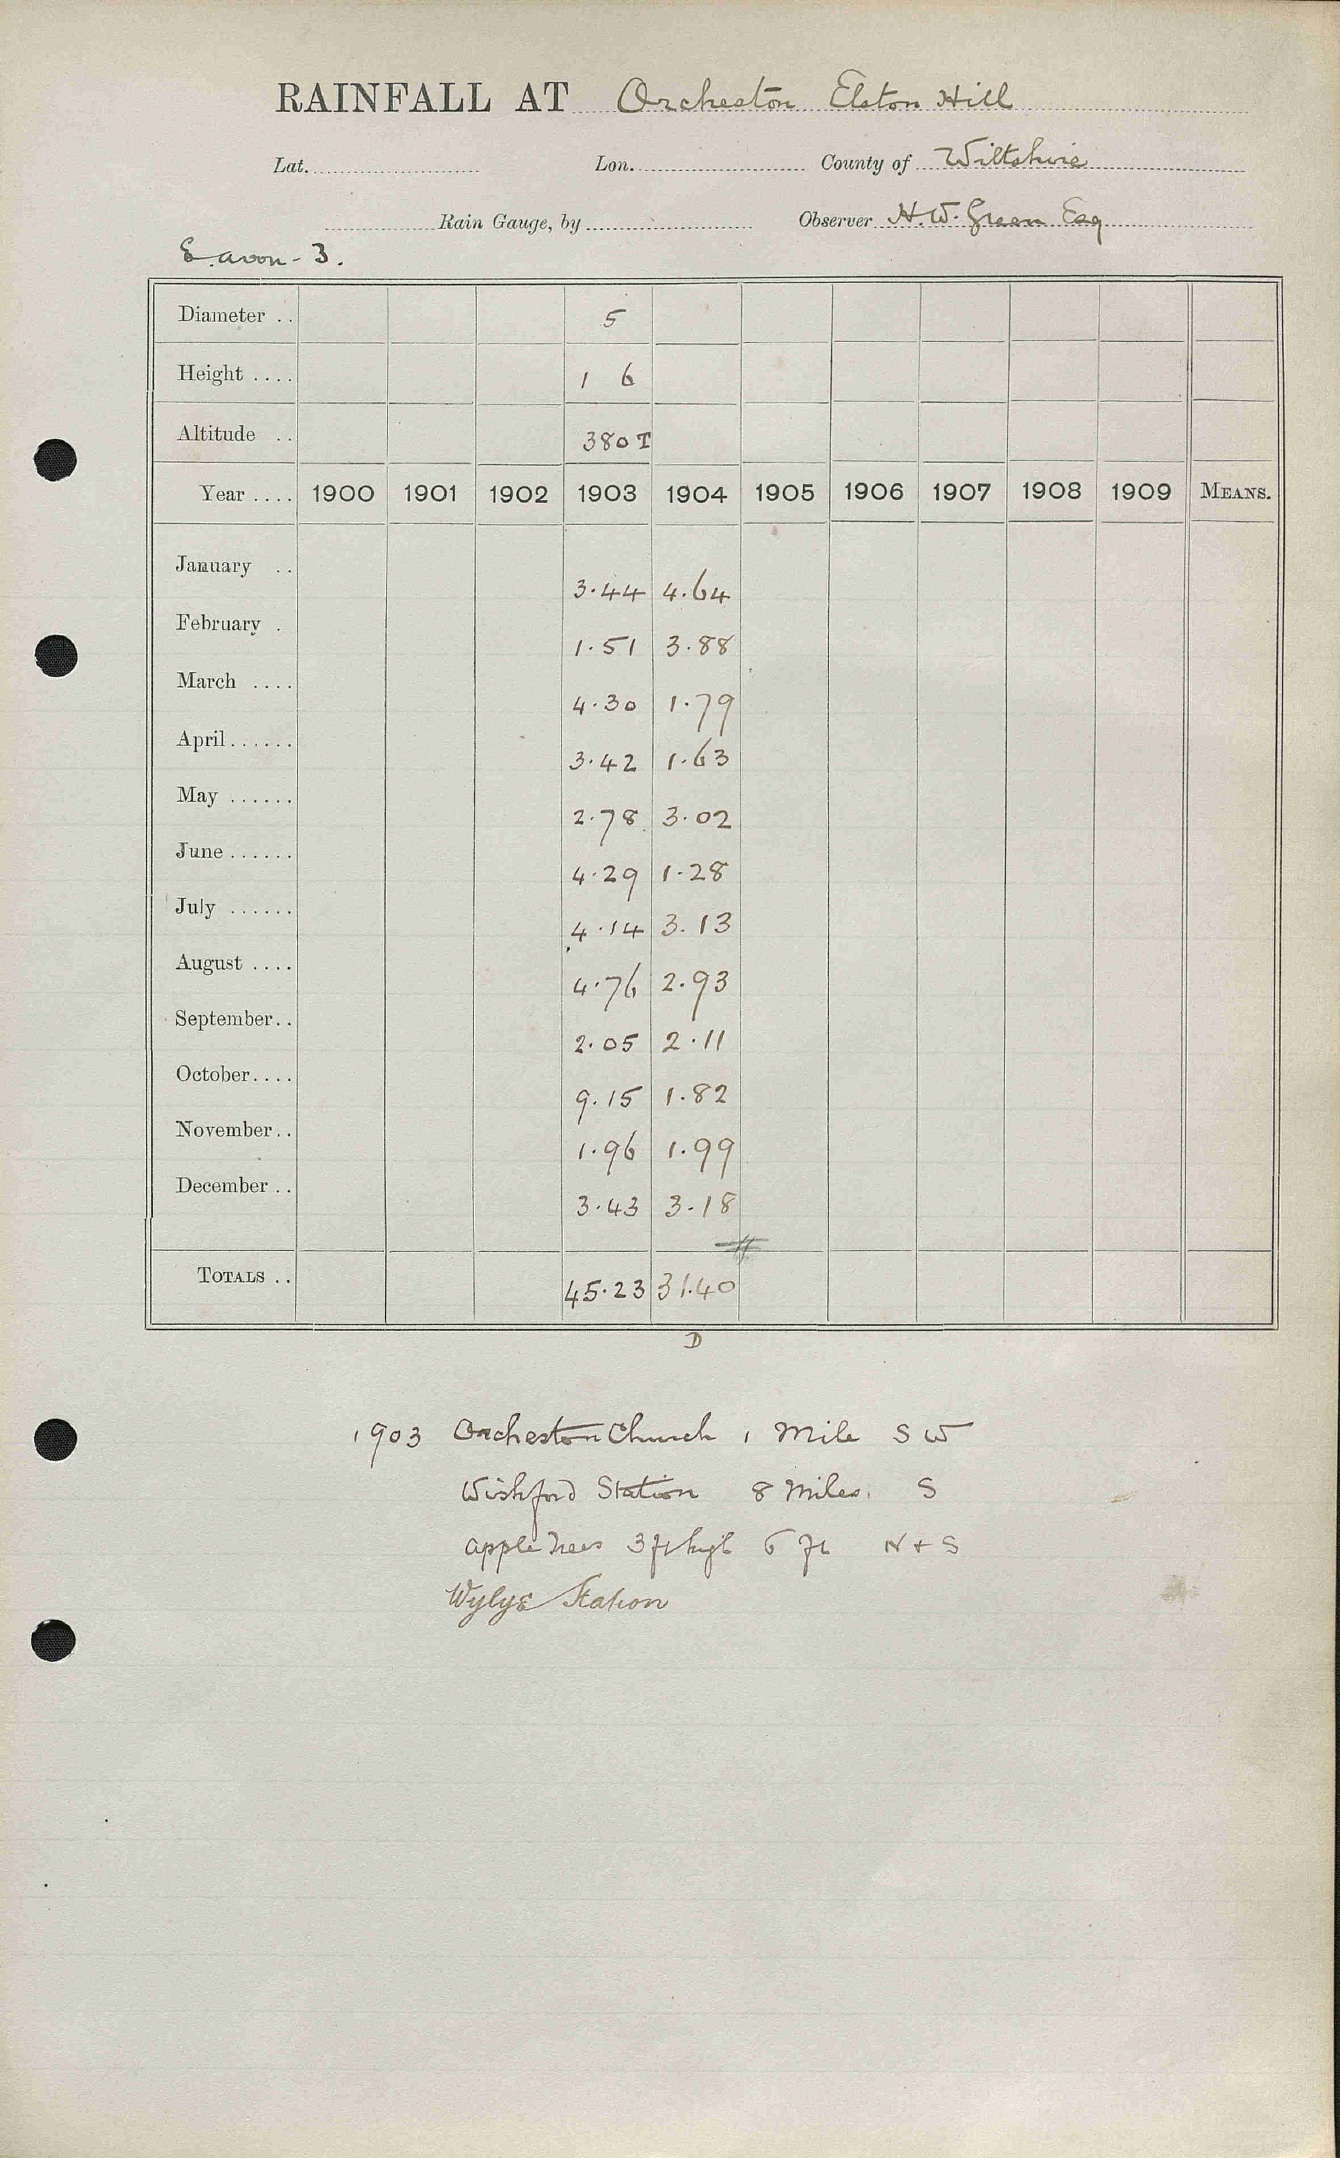 RAINFALL AT Orcheston Elston Hill
Lat. Lon. County of Wiltshire
Rain Gauge, by Observer H.W. Green Esq
E. Avon - 3.
Diameter .. 5
Height .... 1 6
Altitude .. 380 T
Year .... 1900 1901 1902 1903 1904 1905 1906 1907 1908 1909 MEANS.
January .. 3.44 4.64
February . 1.51 3.88
March .... 4.30 1.79
April ...... 3.42 1.63
May ...... 2.78 3.02
June ...... 4.29 1.28
July ...... 4.14 3.13
August .... 4.76 2.93
September.. 2.05 2.11
October.... 9.15 1.82
November.. 1.96 1.99
December .. 3.43 3.18
TOTALS .. 45.23 31.40
D
1903 Orcheston Church 1 Mile SW
Wishford Station 8 Miles S
apple trees 3 ft high 6 ft N + S
Wylye Station